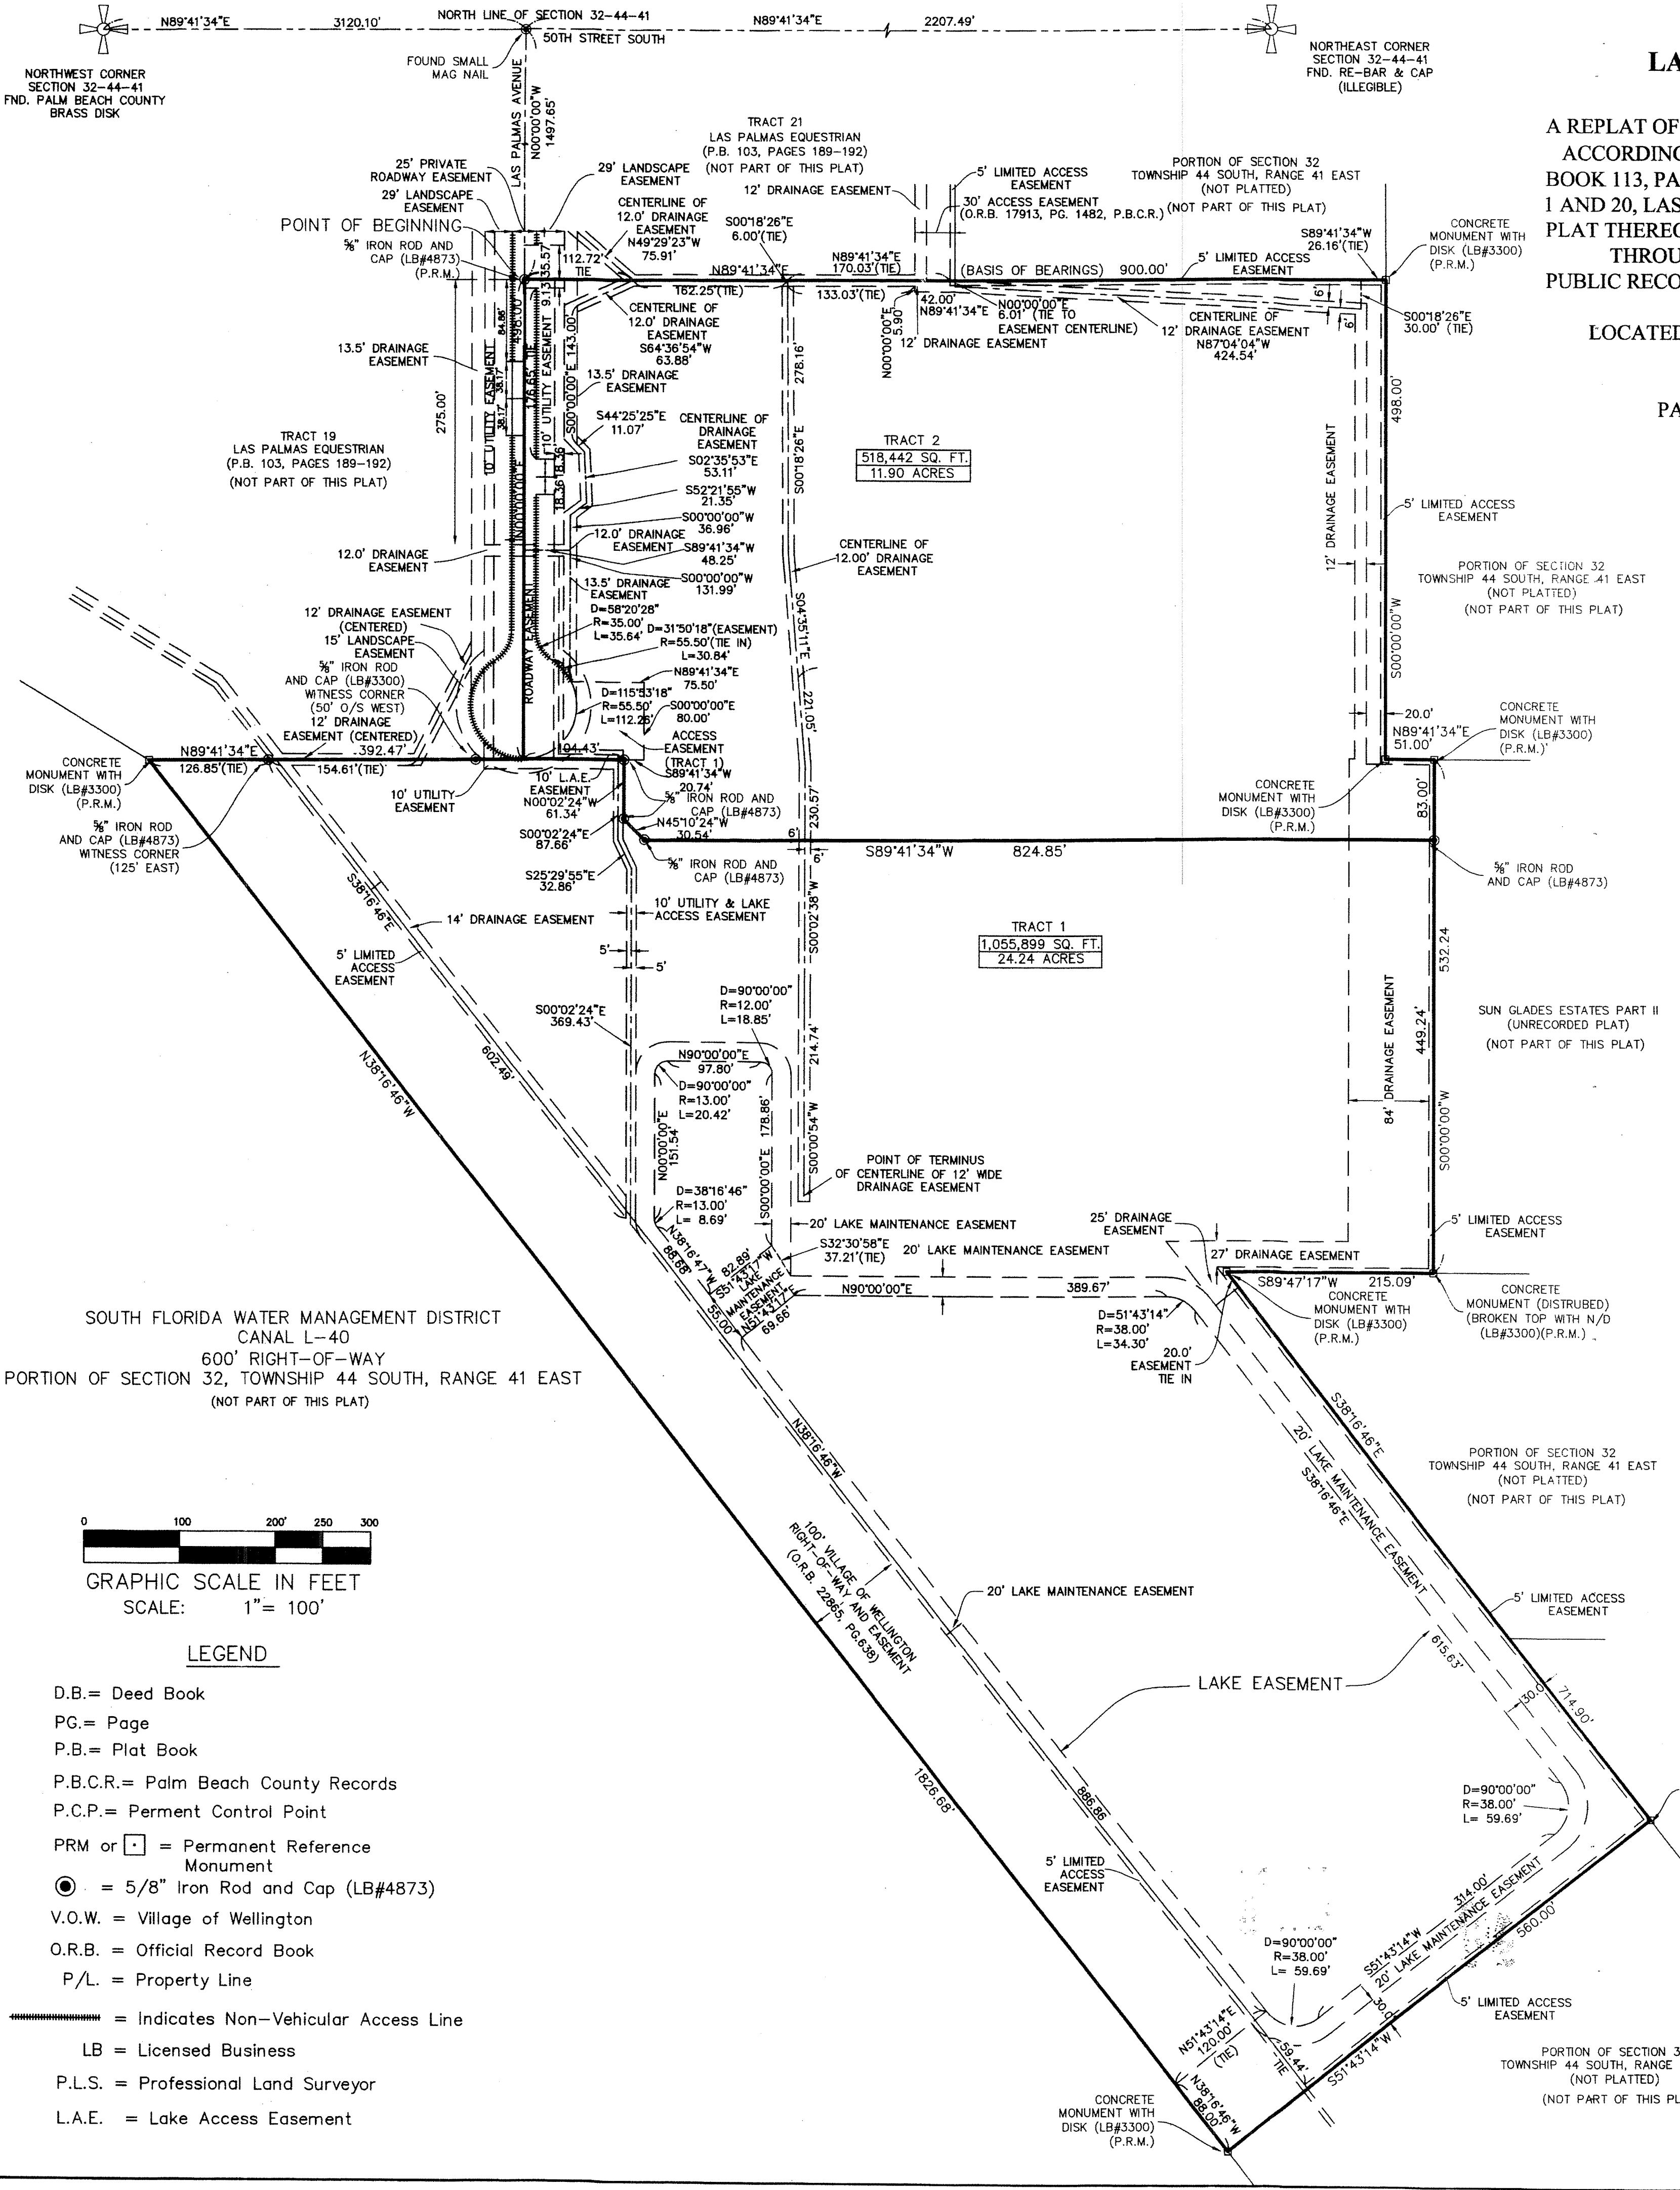 N89°41'34"E 3120.10' NORTH LINE OF SECTION 32-44-41 N89°41'34"E 2207.49'
50TH STREET SOUTH
FOUND SMALL
MAG NAIL
NORTHWEST CORNER
SECTION 32-44-41
FND. PALM BEACH COUNTY
BRASS DISK
NORTHEAST CORNER
SECTION 32-44-41
FND. RE-BAR & CAP
(ILLEGIBLE)
LA
A REPLAT OF
ACCORDING
BOOK 113, PA
1 AND 20, LAS
PLAT THEREO
THROU
PUBLIC RECO
LOCATED
PA
LAS PALMAS AVENUE
N00°00'00"W
1497.65'
TRACT 21
LAS PALMAS EQUESTRIAN
(P.B. 103, PAGES 189-192)
(NOT PART OF THIS PLAT)
25' PRIVATE
ROADWAY EASEMENT
29' LANDSCAPE
EASEMENT
29' LANDSCAPE
EASEMENT
POINT OF BEGINNING
5/8" IRON ROD AND
CAP (LB#4873)
(P.R.M.)
CENTERLINE OF
12.0' DRAINAGE
EASEMENT
N49°29'23"W
75.91'
112.72'
TIE
S00°18'26"E
6.00'(TIE)
12' DRAINAGE EASEMENT
5' LIMITED ACCESS
EASEMENT
30' ACCESS EASEMENT
(O.R.B. 17913, PG. 1482, P.B.C.R.)
PORTION OF SECTION 32
TOWNSHIP 44 SOUTH, RANGE 41 EAST
(NOT PLATTED)
(NOT PART OF THIS PLAT)
S89°41'34"W
26.16'(TIE)
CONCRETE
MONUMENT WITH
DISK (LB#3300)
(P.R.M.)
N89°41'34"E
N89°41'34"E
170.03'(TIE)
(BASIS OF BEARINGS) 900.00'
5' LIMITED ACCESS
EASEMENT
162.25'(TIE)
133.03'(TIE)
42.00'
N89°41'34"E
N00°00'00"E
5.90'
12' DRAINAGE EASEMENT
N00°00'00"E
6.01' (TIE TO
EASEMENT CENTERLINE)
CENTERLINE OF
12' DRAINAGE EASEMENT
N87°04'04"W
424.54'
6'
6'
S00°18'26"E
30.00' (TIE)
CENTERLINE OF
12.0' DRAINAGE
EASEMENT
S64°36'54"W
63.88'
13.5' DRAINAGE
EASEMENT
13.5' DRAINAGE
EASEMENT
275.00'
10' UTILITY EASEMENT
84.86'
38.17'
38.17'
498.00'
176.65' TIE
N00°00'00"E
10' UTILITY EASEMENT
9.13'
35.57'
S00°00'00"E 143.00'
18.36'
18.36'
TRACT 19
LAS PALMAS EQUESTRIAN
(P.B. 103, PAGES 189-192)
(NOT PART OF THIS PLAT)
S44°25'25"E
11.07'
CENTERLINE OF
DRAINAGE
EASEMENT
S02°35'53"E
53.11'
S52°21'55"W
21.35'
S00°00'00"W
36.96'
12.0' DRAINAGE
EASEMENT
S89°41'34"W
48.25'
S00°00'00"W
131.99'
13.5' DRAINAGE
EASEMENT
12.0' DRAINAGE
EASEMENT
278.16'
S00°18'26"E
CENTERLINE OF
12.00' DRAINAGE
EASEMENT
S04°35'11"E
221.05'
TRACT 2
518,442 SQ. FT.
11.90 ACRES
12' DRAINAGE EASEMENT
498.00'
5' LIMITED ACCESS
EASEMENT
PORTION OF SECTION 32
TOWNSHIP 44 SOUTH, RANGE 41 EAST
(NOT PLATTED)
(NOT PART OF THIS PLAT)
S00°00'00"W
D=58°20'28"
R=35.00'
L=35.64'
D=31°50'18"(EASEMENT)
R=55.50'(TIE IN)
L=30.84'
N89°41'34"E
75.50'
D=115°53'18"
R=55.50'
L=112.26'
S00°00'00"E
80.00'
ACCESS
EASEMENT
(TRACT 1)
ROADWAY EASEMENT
12' DRAINAGE EASEMENT
(CENTERED)
15' LANDSCAPE
EASEMENT
5/8" IRON ROD
AND CAP (LB#3300)
WITNESS CORNER
(50' O/S WEST)
12' DRAINAGE
EASEMENT (CENTERED)
CONCRETE
MONUMENT WITH
DISK (LB#3300)
(P.R.M.)
N89°41'34"E 392.47'
126.85'(TIE)
154.61'(TIE)
5/8" IRON ROD
AND CAP (LB#4873)
WITNESS CORNER
(125' EAST)
10' UTILITY
EASEMENT
104.43'
10' L.A.E.
EASEMENT
N00°02'24"W
61.34'
S89°41'34"W
20.74'
5/8" IRON ROD AND
CAP (LB#4873)
N45°10'24"W
30.54'
S00°02'24"E
87.66'
5/8" IRON ROD AND
CAP (LB#4873)
S25°29'55"E
32.86'
230.57'
6'
6'
S89°41'34"W 824.85'
20.0'
N89°41'34"E
51.00'
CONCRETE
MONUMENT WITH
DISK (LB#3300)
(P.R.M.)'
CONCRETE
MONUMENT WITH
DISK (LB#3300)
(P.R.M.)
83.00'
5/8" IRON ROD
AND CAP (LB#4873)
S38°16'46"E
14' DRAINAGE EASEMENT
5' LIMITED
ACCESS
EASEMENT
10' UTILITY & LAKE
ACCESS EASEMENT
5'
5'
S00°02'38"W
TRACT 1
1,055,899 SQ. FT.
24.24 ACRES
532.24
449.24'
84' DRAINAGE EASEMENT
S00°00'00"W
SUN GLADES ESTATES PART II
(UNRECORDED PLAT)
(NOT PART OF THIS PLAT)
S00°02'24"E
369.43'
D=90°00'00"
R=12.00'
L=18.85'
N90°00'00"E
97.80'
D=90°00'00"
R=13.00'
L=20.42'
214.74'
S00°00'54"W
N38°16'46"W
602.49'
N00°00'00"E
151.54'
178.86'
S00°00'00"E
POINT OF TERMINUS
OF CENTERLINE OF 12' WIDE
DRAINAGE EASEMENT
D=38°16'46"
R=13.00'
L= 8.69'
20' LAKE MAINTENANCE EASEMENT
S32°30'58"E
37.21'(TIE)
N38°16'47"W
88.68'
82.89'
S51°43'17"W
LAKE
MAINTENANCE
EASEMENT
N51°43'17"E
69.66'
55.00'
25' DRAINAGE
EASEMENT
20' LAKE MAINTENANCE EASEMENT
27' DRAINAGE EASEMENT
5' LIMITED ACCESS
EASEMENT
N90°00'00"E 389.67'
S89°47'17"W 215.09'
CONCRETE
MONUMENT WITH
DISK (LB#3300)
(P.R.M.)
CONCRETE
MONUMENT (DISTRUBED)
(BROKEN TOP WITH N/D
(LB#3300)(P.R.M.)
D=51°43'14"
R=38.00'
L=34.30'
20.0'
EASEMENT
TIE IN
SOUTH FLORIDA WATER MANAGEMENT DISTRICT
CANAL L-40
600' RIGHT-OF-WAY
PORTION OF SECTION 32, TOWNSHIP 44 SOUTH, RANGE 41 EAST
(NOT PART OF THIS PLAT)
N38°16'46"W
S38°16'46"E
20' LAKE MAINTENANCE EASEMENT
S38°16'46"E
PORTION OF SECTION 32
TOWNSHIP 44 SOUTH, RANGE 41 EAST
(NOT PLATTED)
(NOT PART OF THIS PLAT)
0 100 200' 250 300
GRAPHIC SCALE IN FEET
SCALE: 1"= 100'
100' VILLAGE OF WELLINGTON
RIGHT-OF-WAY AND EASEMENT
(O.R.B. 22865, PG.638)
20' LAKE MAINTENANCE EASEMENT
5' LIMITED ACCESS
EASEMENT
615.63'
LAKE EASEMENT
30.0'
714.90'
LEGEND
D.B.= Deed Book
PG.= Page
P.B.= Plat Book
P.B.C.R.= Palm Beach County Records
P.C.P.= Perment Control Point
PRM or = Permanent Reference
Monument
= 5/8" Iron Rod and Cap (LB#4873)
V.O.W. = Village of Wellington
O.R.B. = Official Record Book
P/L. = Property Line
= Indicates Non-Vehicular Access Line
LB = Licensed Business
P.L.S. = Professional Land Surveyor
L.A.E. = Lake Access Easement
1826.68'
886.86
D=90°00'00"
R=38.00'
L= 59.69'
5' LIMITED
ACCESS
EASEMENT
314.00'
S51°43'14"W
20' LAKE MAINTENANCE EASEMENT
560.00'
D=90°00'00"
R=38.00'
L= 59.69'
30.0'
5' LIMITED ACCESS
EASEMENT
N51°43'14"E
120.00'
(TIE)
59.44'
TIE
S51°43'14"W
N38°16'46"W
88.00'
CONCRETE
MONUMENT WITH
DISK (LB#3300)
(P.R.M.)
PORTION OF SECTION 3
TOWNSHIP 44 SOUTH, RANGE
(NOT PLATTED)
(NOT PART OF THIS PL